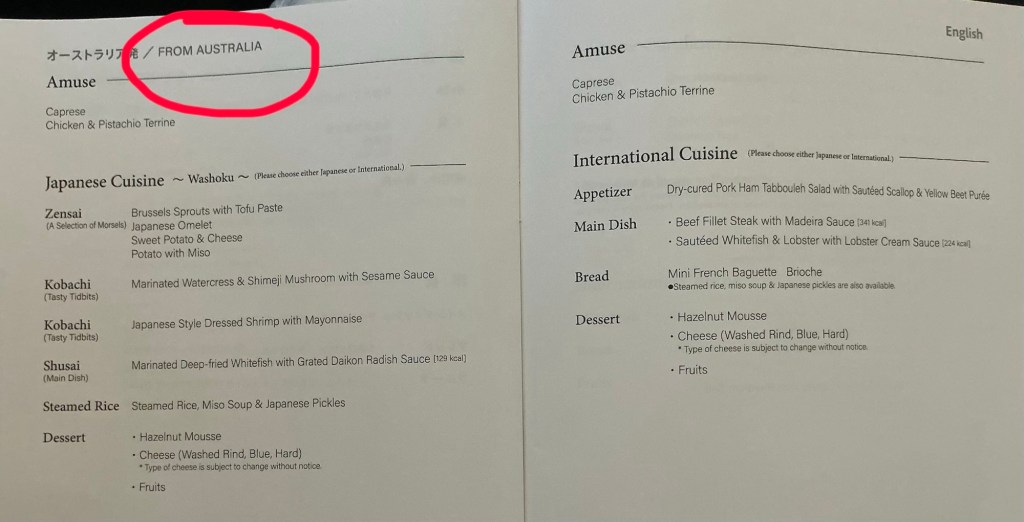 オーストラリア発 / FROM AUSTRALIA
Amuse
Caprese
Chicken & Pistachio Terrine
Japanese Cuisine ～ Washoku ～ (Please choose either Japanese or International.)
Zensai
(A Selection of Morsels)
Brussels Sprouts with Tofu Paste
Japanese Omelet
Sweet Potato & Cheese
Potato with Miso
Kobachi
(Tasty Tidbits)
Marinated Watercress & Shimeji Mushroom with Sesame Sauce
Kobachi
(Tasty Tidbits)
Japanese Style Dressed Shrimp with Mayonnaise
Shusai
(Main Dish)
Marinated Deep-fried Whitefish with Grated Daikon Radish Sauce [129 kcal]
Steamed Rice Steamed Rice, Miso Soup & Japanese Pickles
Dessert
・Hazelnut Mousse
・Cheese (Washed Rind, Blue, Hard)
* Type of cheese is subject to change without notice.
・Fruits
English
Amuse
Caprese
Chicken & Pistachio Terrine
International Cuisine (Please choose either Japanese or International.)
Appetizer Dry-cured Pork Ham Tabbouleh Salad with Sautéed Scallop & Yellow Beet Purée
Main Dish
・Beef Fillet Steak with Madeira Sauce [341 kcal]
・Sautéed Whitefish & Lobster with Lobster Cream Sauce [224 kcal]
Bread Mini French Baguette Brioche
●Steamed rice, miso soup & Japanese pickles are also available.
Dessert
・Hazelnut Mousse
・Cheese (Washed Rind, Blue, Hard)
* Type of cheese is subject to change without notice.
・Fruits